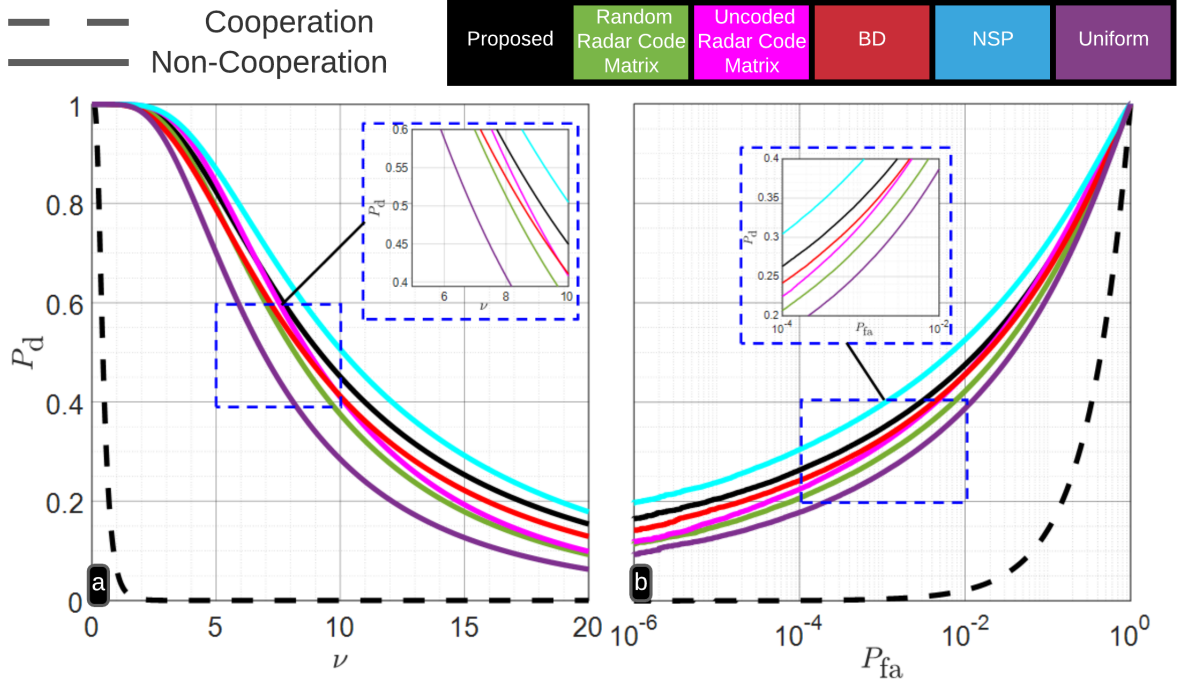 Cooperation
Non-Cooperation
Proposed
Random
Radar Code
Matrix
Uncoded
Radar Code
Matrix
BD
NSP
Uniform
1
0.8
0.6
0.4
0.2
0
P_d
0.6
0.55
0.5
0.45
0.4
P_d
6
8
10
ν
a
0
5
10
15
20
ν
0.4
0.35
0.3
0.25
0.2
P_d
10^-4
10^-2
P_fa
b
10^-6
10^-4
10^-2
10^0
P_fa